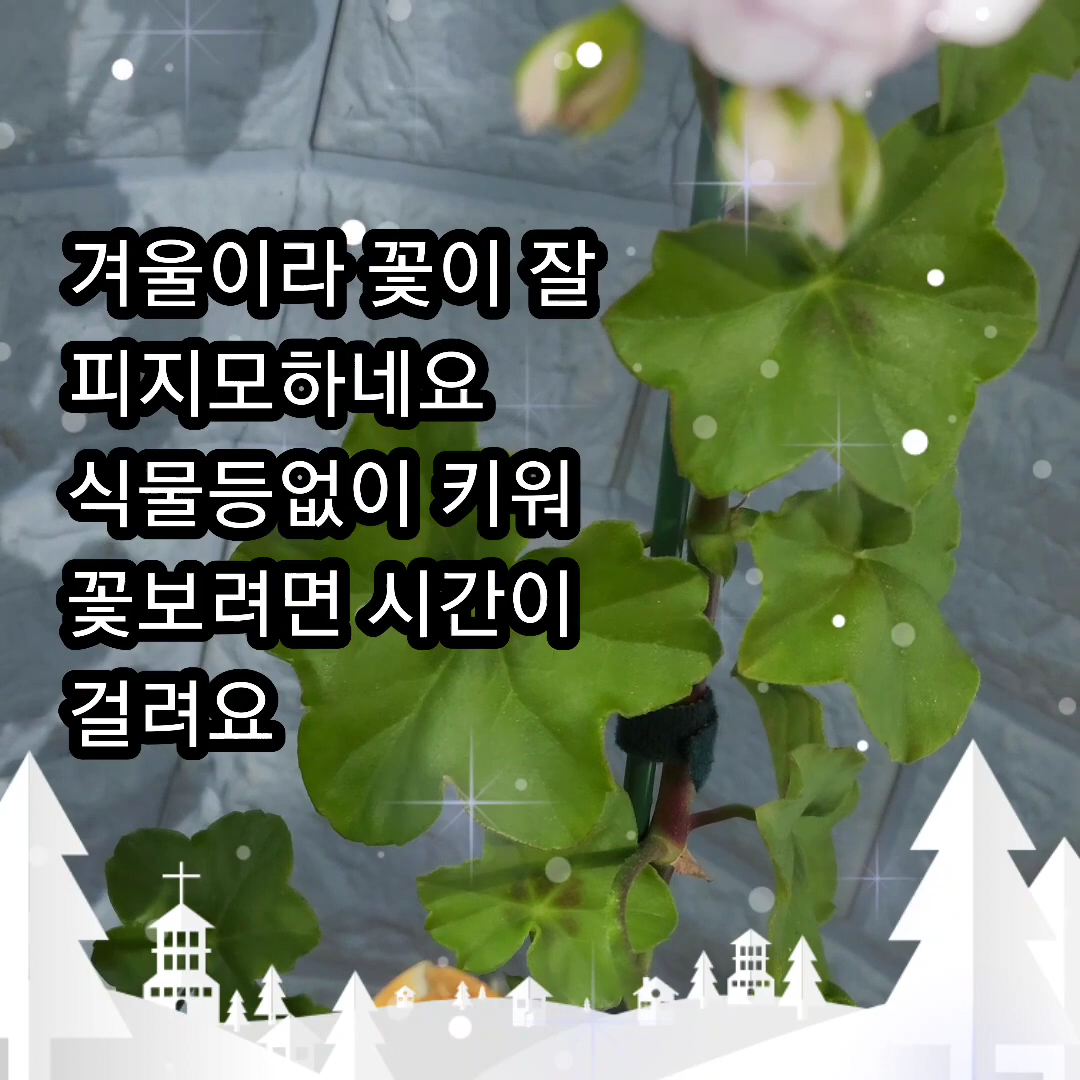 겨울이라 꽃이 잘
피지모하네요
식물등없이 키워
꽃보려면 시간이
걸려요